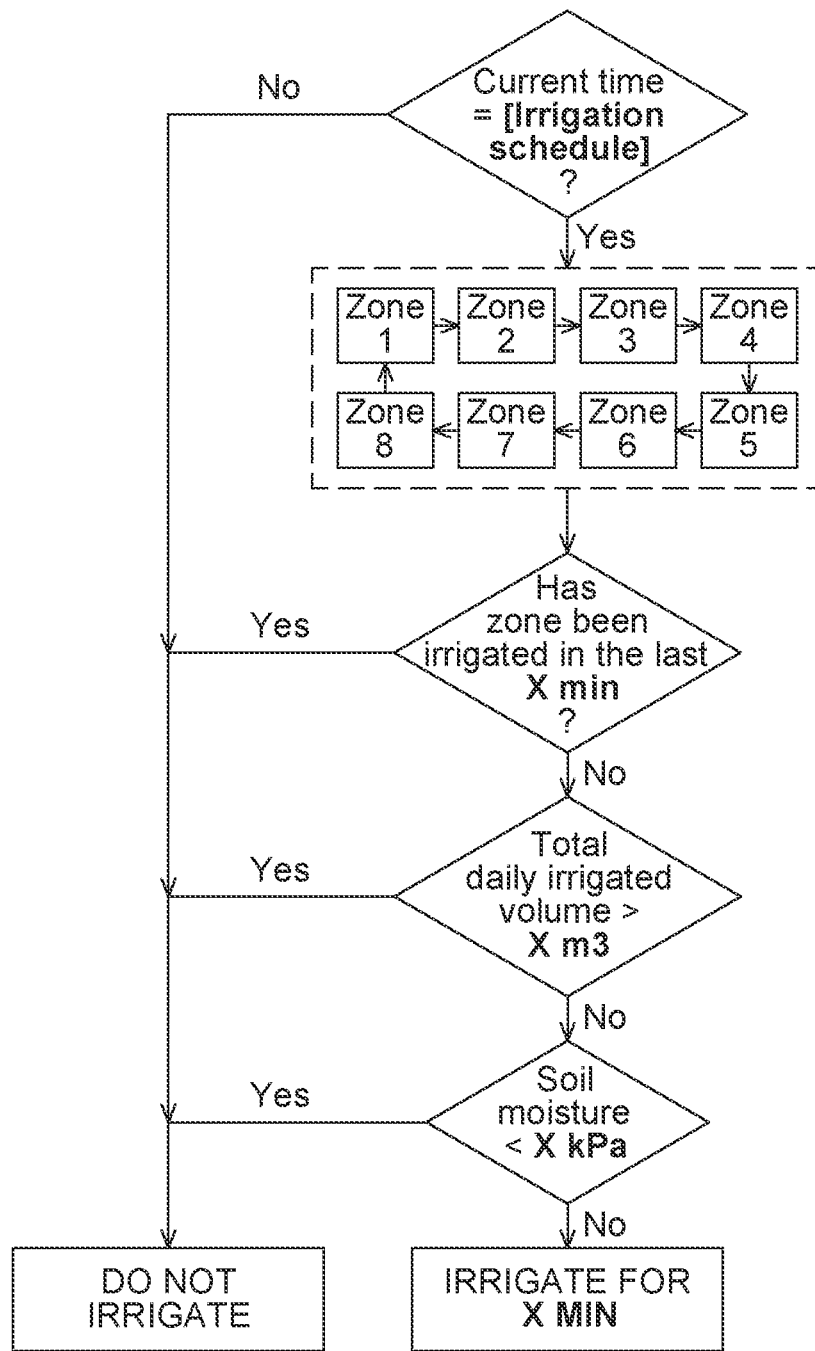 No
Current time
= [Irrigation
schedule]
?
Yes
Zone
1
Zone
2
Zone
3
Zone
4
Zone
8
Zone
7
Zone
6
Zone
5
Yes
Has
zone been
irrigated in the last
X min
?
No
Yes
Total
daily irrigated
volume >
X m3
No
Yes
Soil
moisture
< X kPa
No
DO NOT
IRRIGATE
IRRIGATE FOR
X MIN